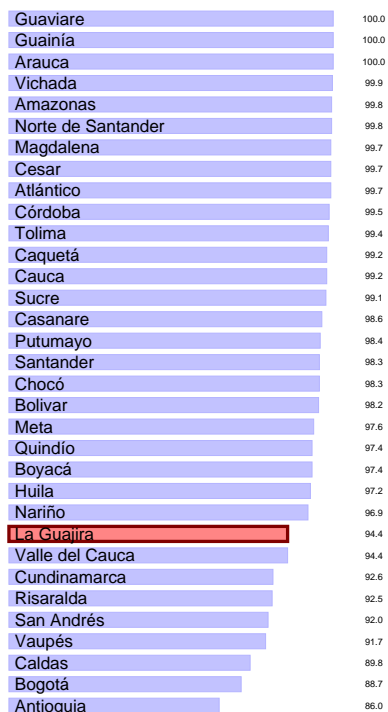 Guaviare 100.0
Guainía 100.0
Arauca 100.0
Vichada 99.9
Amazonas 99.8
Norte de Santander 99.8
Magdalena 99.7
Cesar 99.7
Atlántico 99.7
Córdoba 99.5
Tolima 99.4
Caquetá 99.2
Cauca 99.2
Sucre 99.1
Casanare 98.6
Putumayo 98.4
Santander 98.3
Chocó 98.3
Bolivar 98.2
Meta 97.6
Quindío 97.4
Boyacá 97.4
Huila 97.2
Nariño 96.9
La Guajira 94.4
Valle del Cauca 94.4
Cundinamarca 92.6
Risaralda 92.5
San Andrés 92.0
Vaupés 91.7
Caldas 89.8
Bogotá 88.7
Antioquia 86.0